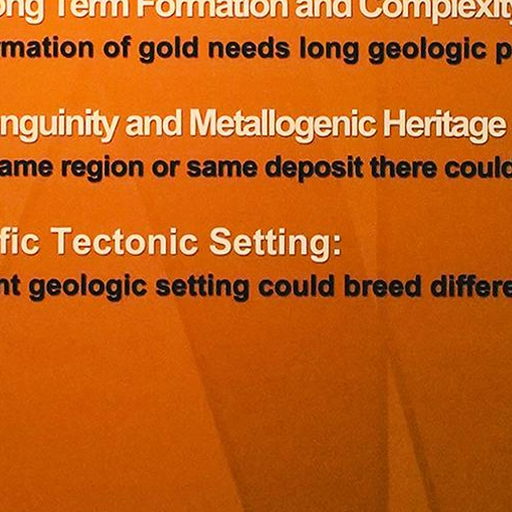 ong Term Formation and Complexity
rmation of gold needs long geologic p
nguinity and Metallogenic Heritage
ame region or same deposit there could
fic Tectonic Setting:
nt geologic setting could breed differe